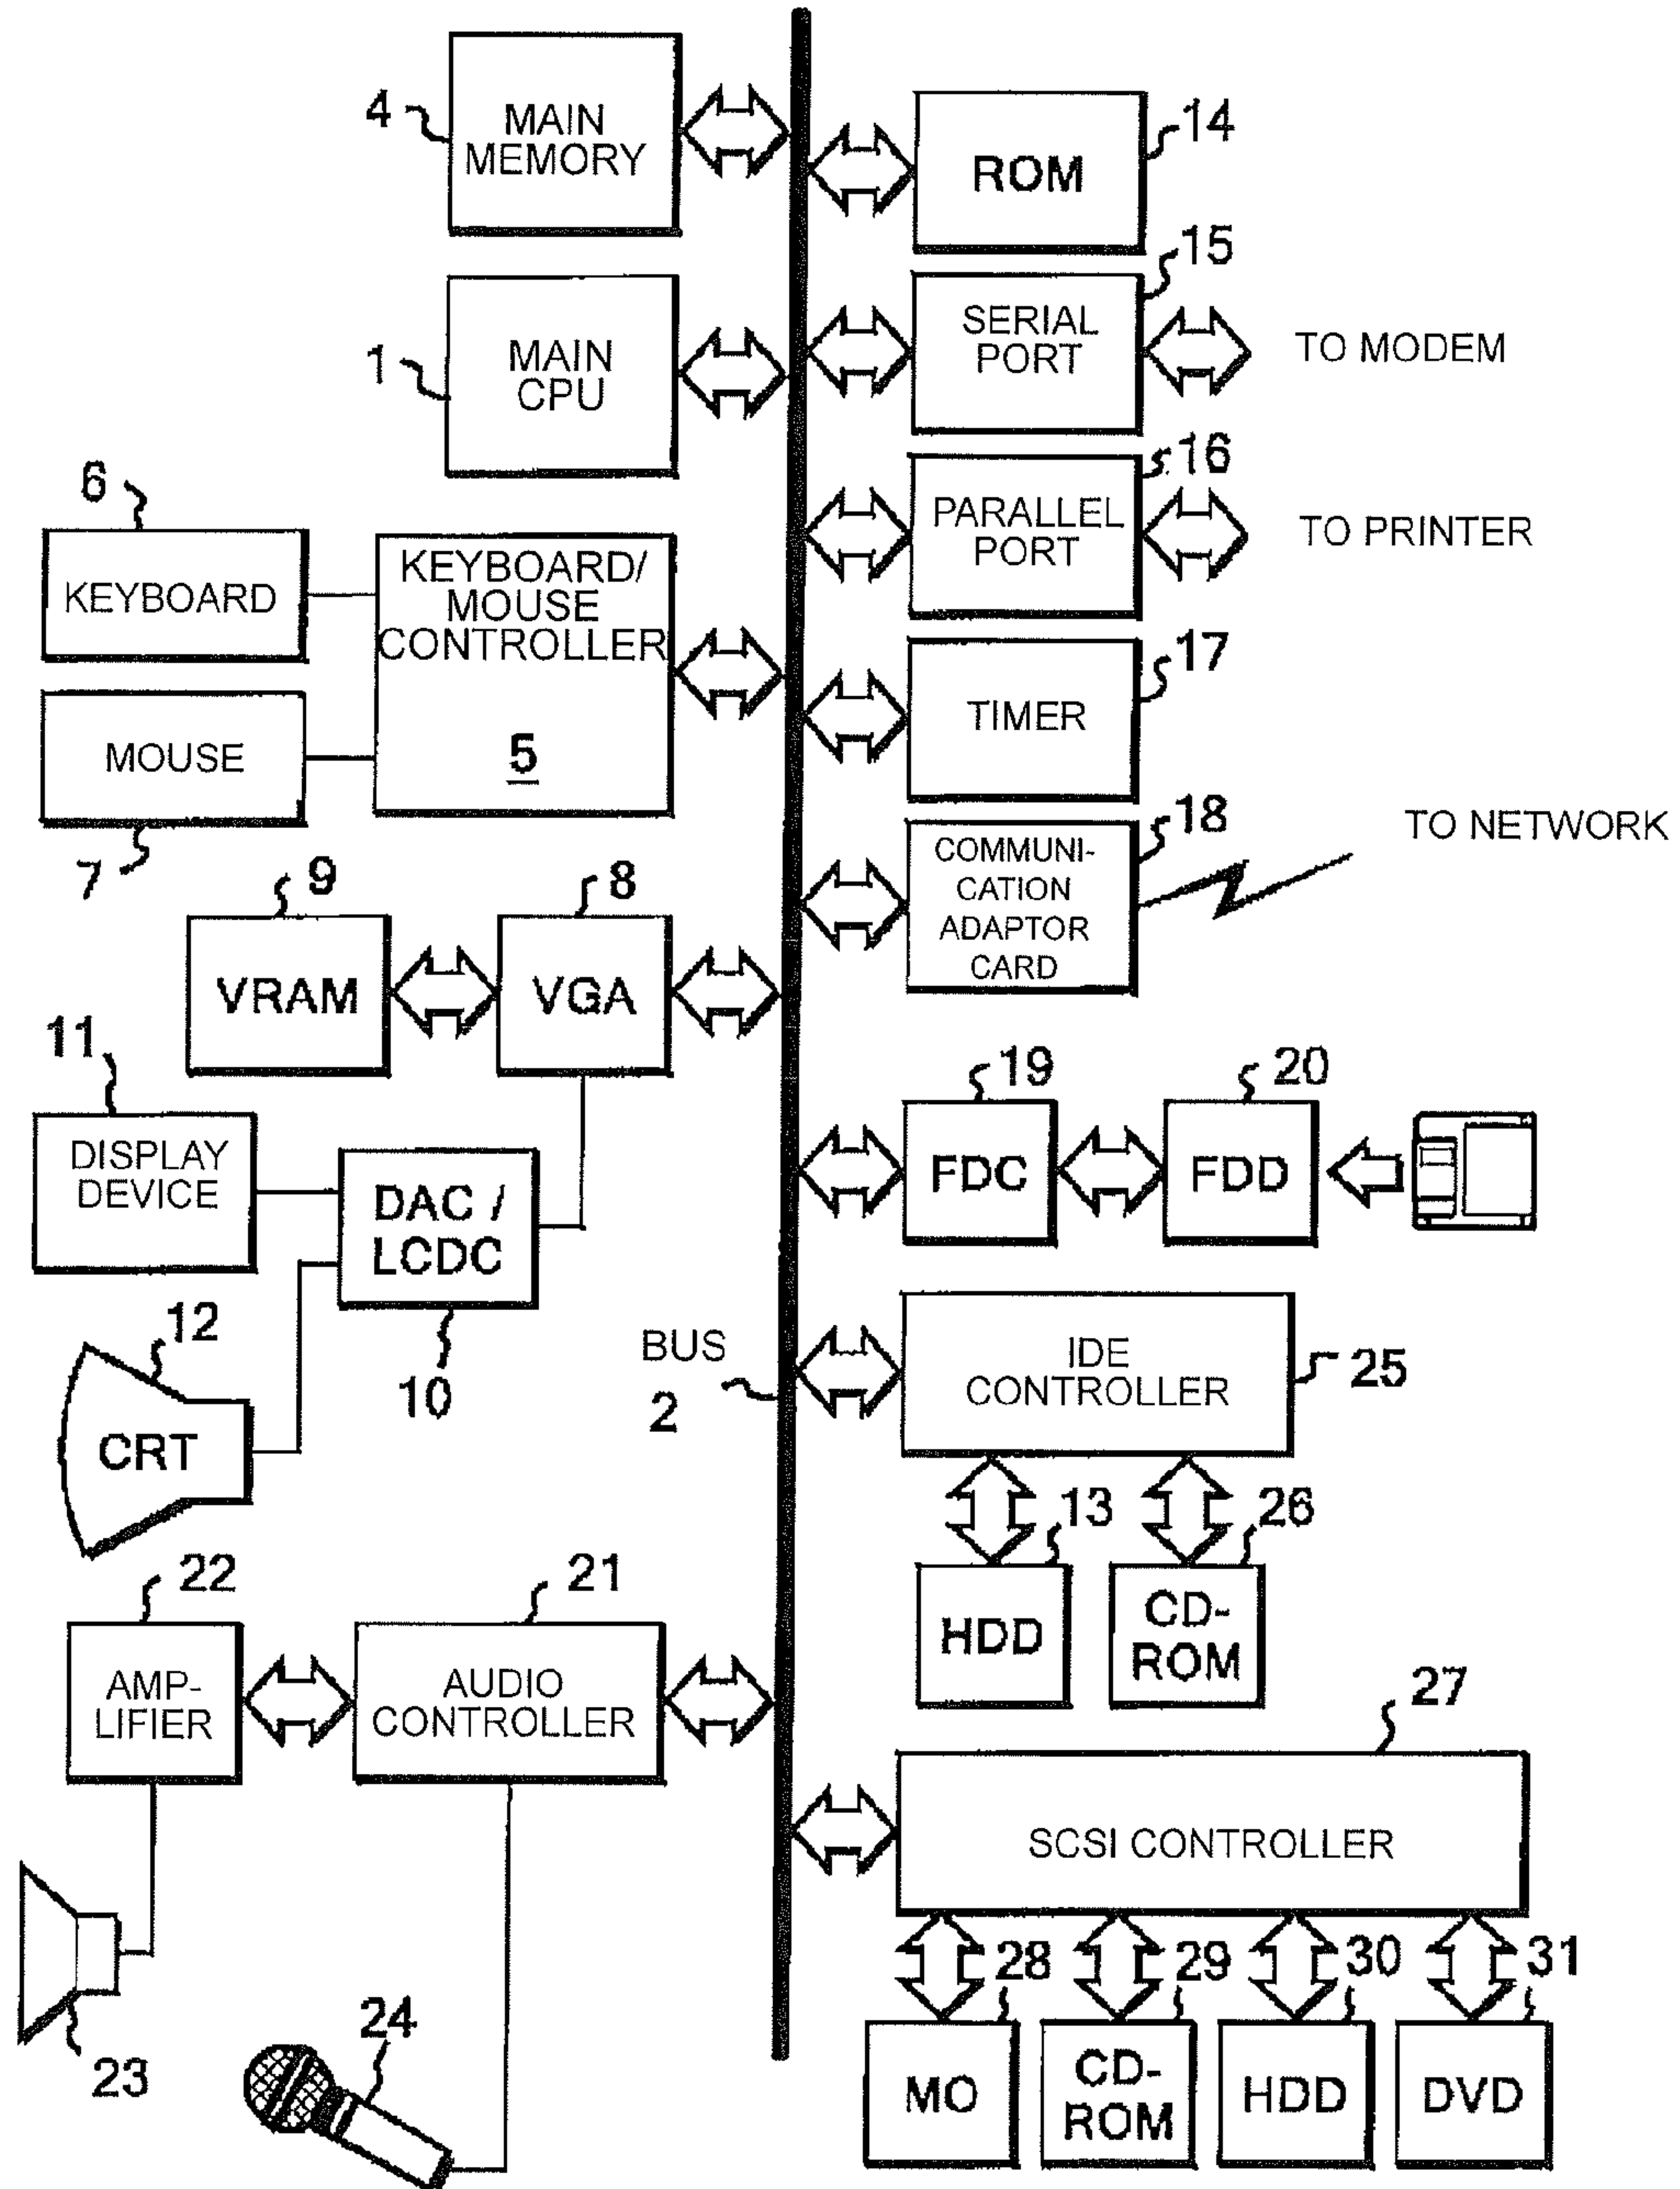 4
MAIN
MEMORY
14
ROM
1
MAIN
CPU
15
SERIAL
PORT
TO MODEM
16
PARALLEL
PORT
TO PRINTER
6
KEYBOARD
KEYBOARD/
MOUSE
CONTROLLER
5
MOUSE
7
17
TIMER
18
COMMUNI-
CATION
ADAPTOR
CARD
TO NETWORK
9
VRAM
8
VGA
11
DISPLAY
DEVICE
DAC /
LCDC
10
12
CRT
19
FDC
20
FDD
BUS
2
IDE
CONTROLLER
25
13
HDD
26
CD-
ROM
22
AMP-
LIFIER
21
AUDIO
CONTROLLER
23
24
27
SCSI CONTROLLER
28
MO
29
CD-
ROM
30
HDD
31
DVD